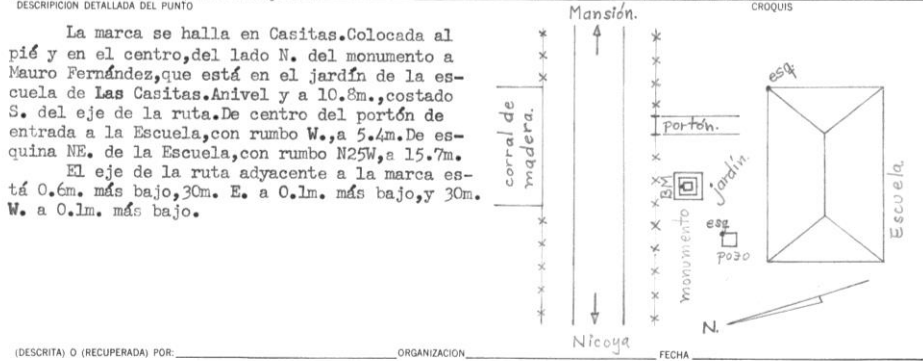 DESCRIPCION DETALLADA DEL PUNTO
La marca se halla en Casitas.Colocada al
pié y en el centro,del lado N. del monumento a
Mauro Fernández,que está en el jardín de la es-
cuela de Las Casitas.Anivel y a 10.8m.,costado
S. del eje de la ruta.De centro del portón de
entrada a la Escuela,con rumbo W.,a 5.4m.De es-
quina NE. de la Escuela,con rumbo N25W,a 15.7m.
El eje de la ruta adyacente a la marca es-
tá 0.6m. más bajo,30m. E. a 0.1m. más bajo,y 30m.
W. a 0.1m. más bajo.
CROQUIS
Mansión.
esq.
corral de
madera.
portón.
BM
jardín.
monumento
esq
pozo
Escuela
N.
Nicoya
(DESCRITA) O (RECUPERADA) POR:
ORGANIZACION
FECHA